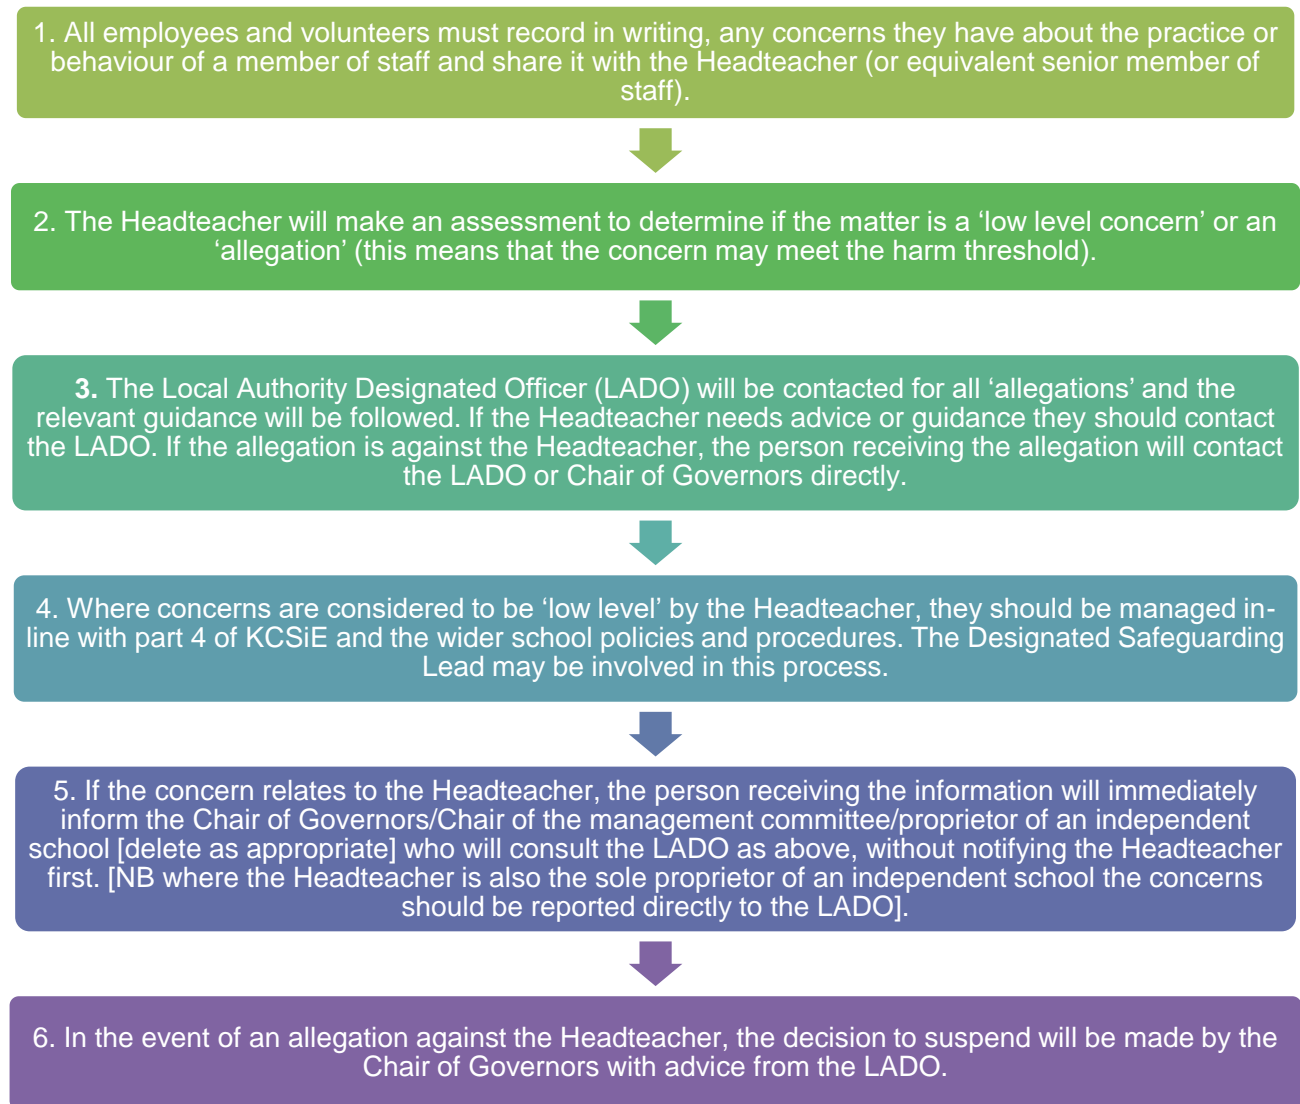 1. All employees and volunteers must record in writing, any concerns they have about the practice or
behaviour of a member of staff and share it with the Headteacher (or equivalent senior member of
staff).
2. The Headteacher will make an assessment to determine if the matter is a ‘low level concern’ or an
‘allegation’ (this means that the concern may meet the harm threshold).
3. The Local Authority Designated Officer (LADO) will be contacted for all ‘allegations’ and the
relevant guidance will be followed. If the Headteacher needs advice or guidance they should contact
the LADO. If the allegation is against the Headteacher, the person receiving the allegation will contact
the LADO or Chair of Governors directly.
4. Where concerns are considered to be ‘low level’ by the Headteacher, they should be managed in-
line with part 4 of KCSiE and the wider school policies and procedures. The Designated Safeguarding
Lead may be involved in this process.
5. If the concern relates to the Headteacher, the person receiving the information will immediately
inform the Chair of Governors/Chair of the management committee/proprietor of an independent
school [delete as appropriate] who will consult the LADO as above, without notifying the Headteacher
first. [NB where the Headteacher is also the sole proprietor of an independent school the concerns
should be reported directly to the LADO].
6. In the event of an allegation against the Headteacher, the decision to suspend will be made by the
Chair of Governors with advice from the LADO.